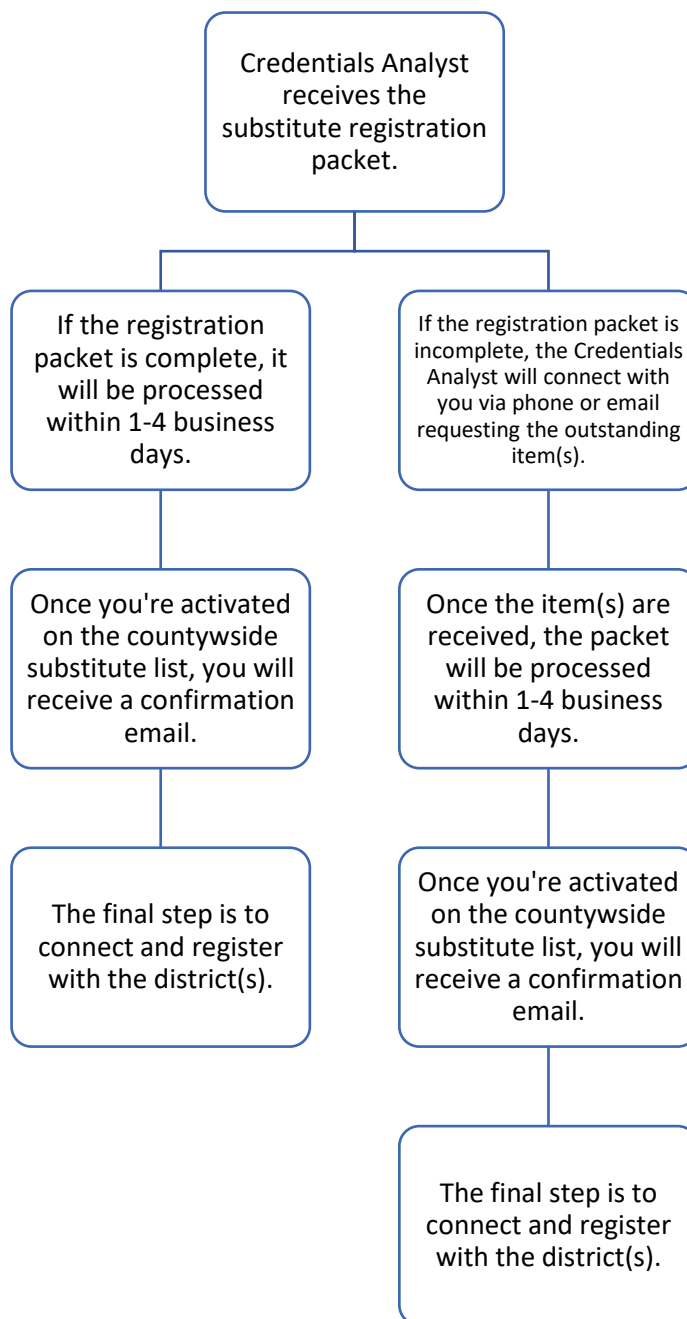 Credentials Analyst
receives the
substitute registration
packet.
If the registration
packet is complete, it
will be processed
within 1-4 business
days.
Once you're activated
on the countywside
substitute list, you will
receive a confirmation
email.
The final step is to
connect and register
with the district(s).
If the registration packet is
incomplete, the Credentials
Analyst will connect with
you via phone or email
requesting the outstanding
item(s).
Once the item(s) are
received, the packet
will be processed
within 1-4 business
days.
Once you're activated
on the countywside
substitute list, you will
receive a confirmation
email.
The final step is to
connect and register
with the district(s).